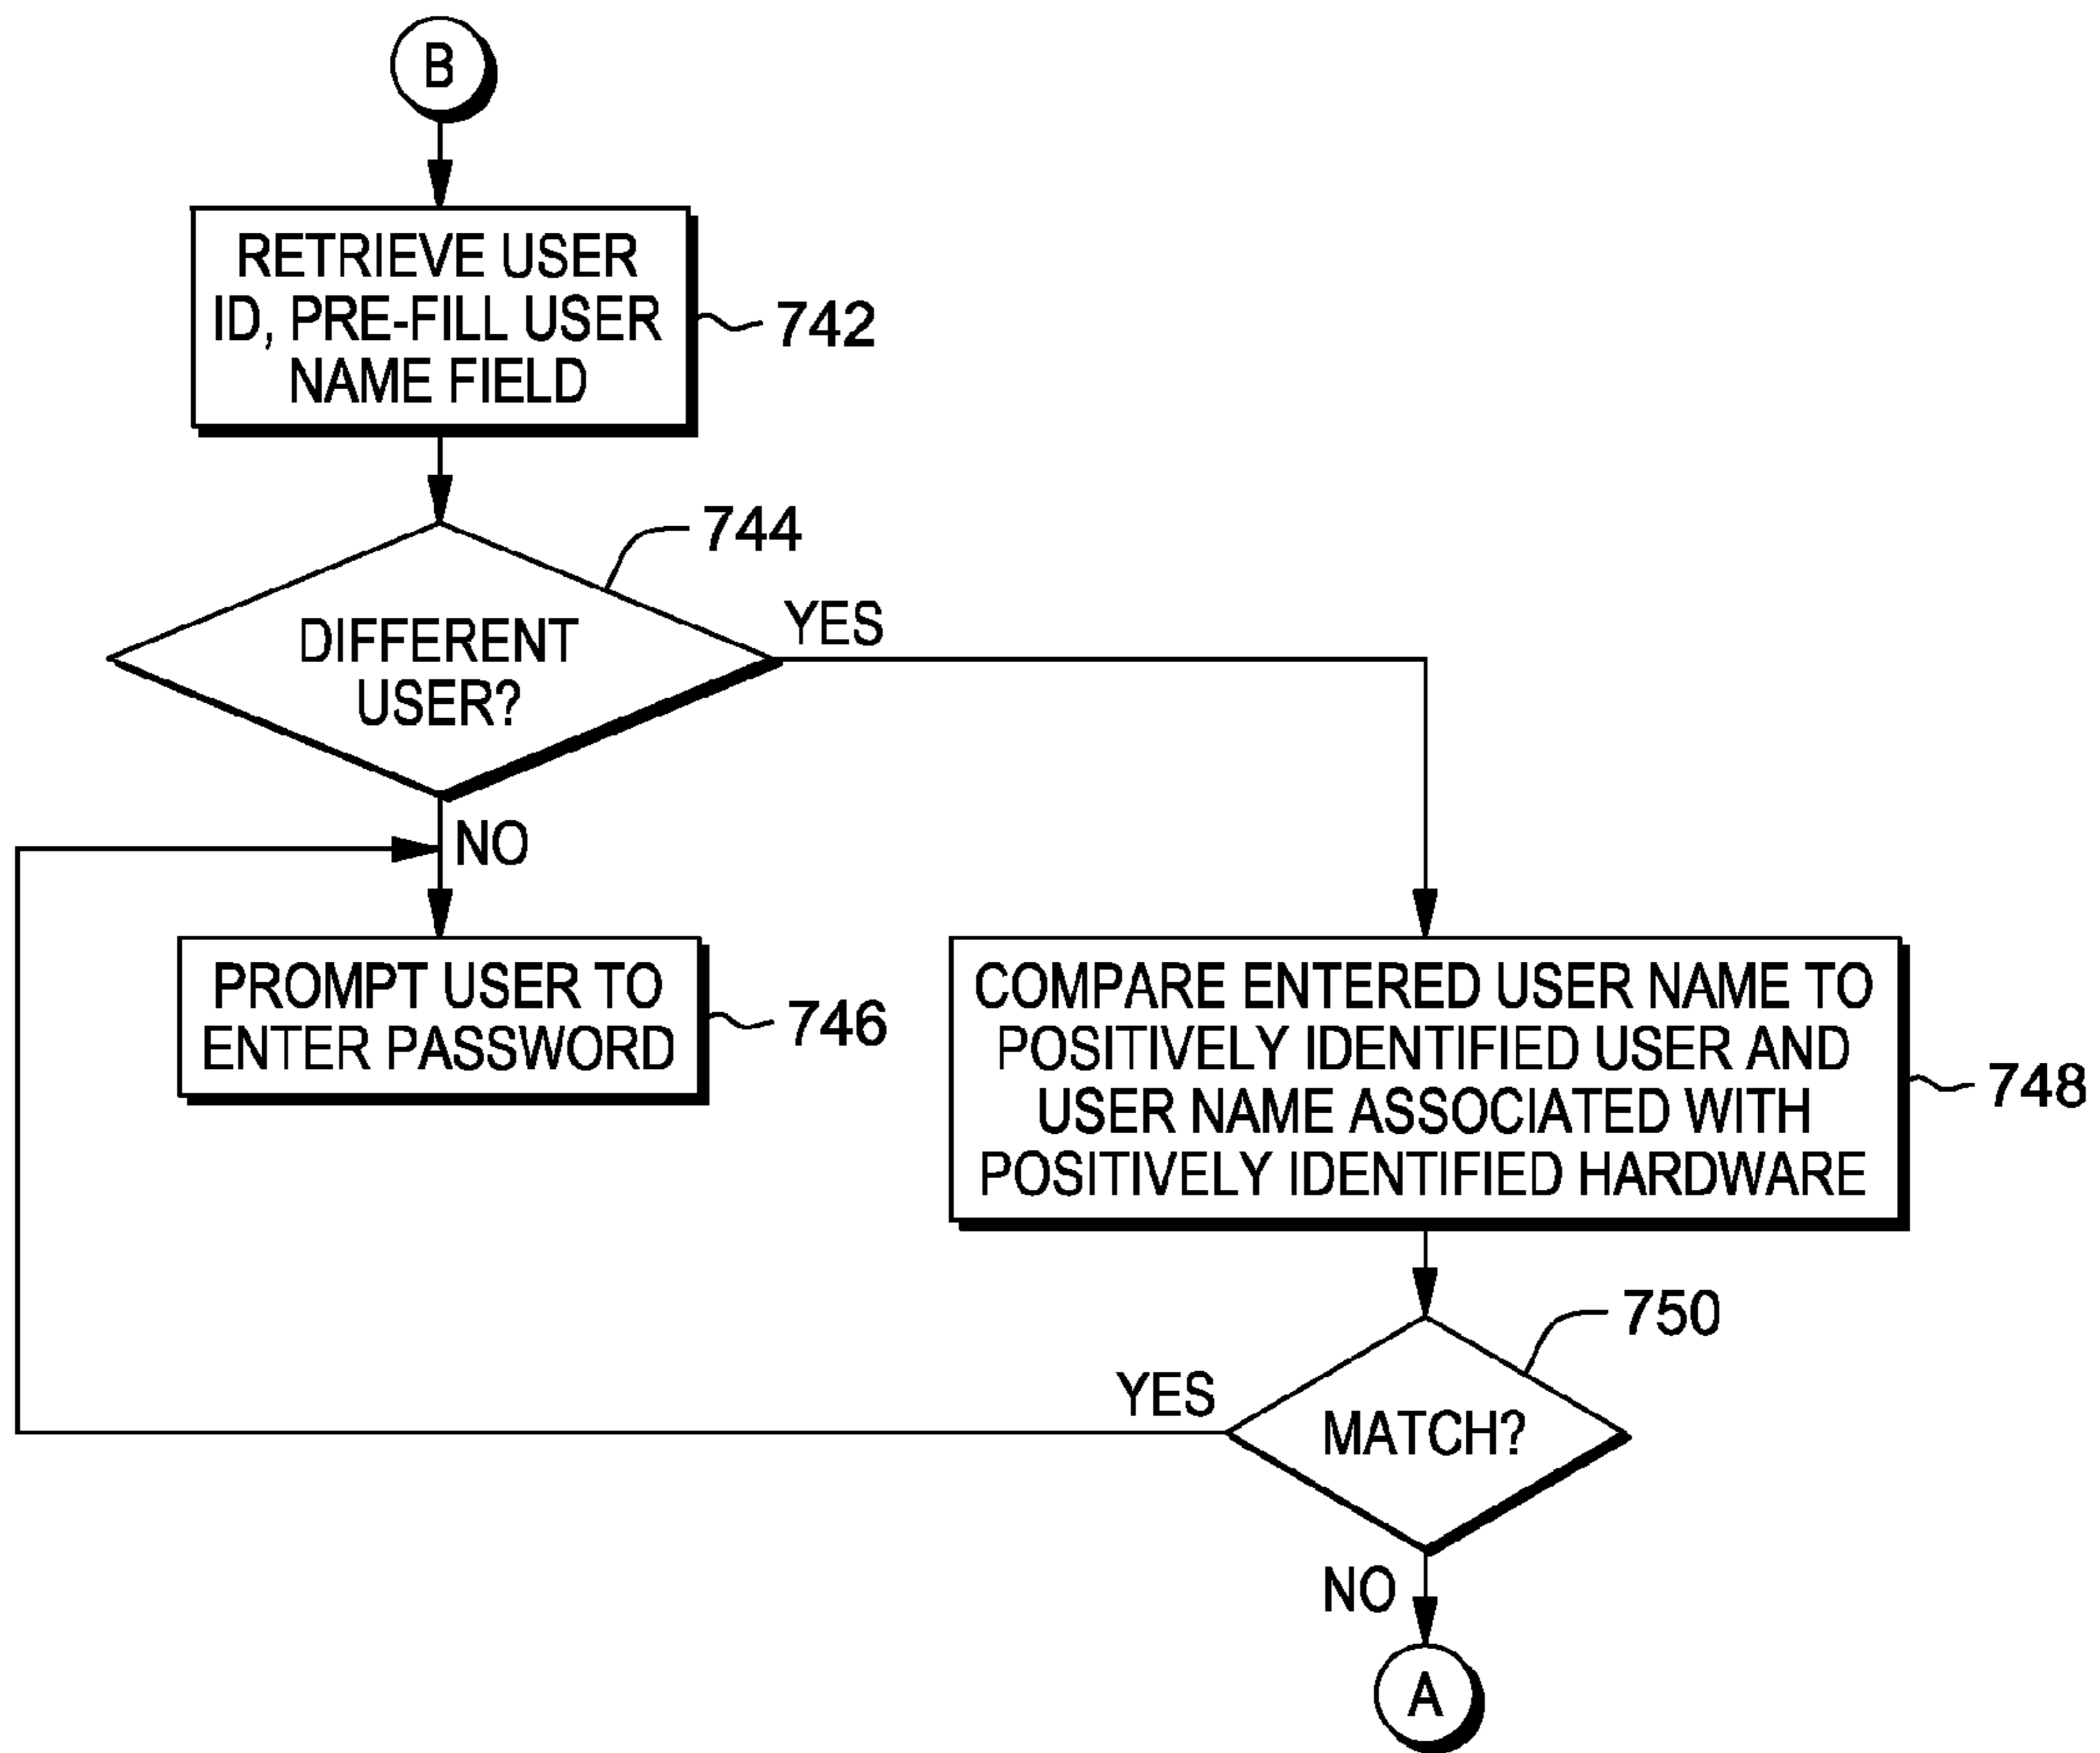 B
RETRIEVE USER
ID, PRE-FILL USER
NAME FIELD
742
744
DIFFERENT
USER?
YES
NO
PROMPT USER TO
ENTER PASSWORD
746
COMPARE ENTERED USER NAME TO
POSITIVELY IDENTIFIED USER AND
USER NAME ASSOCIATED WITH
POSITIVELY IDENTIFIED HARDWARE
748
750
YES
MATCH?
NO
A